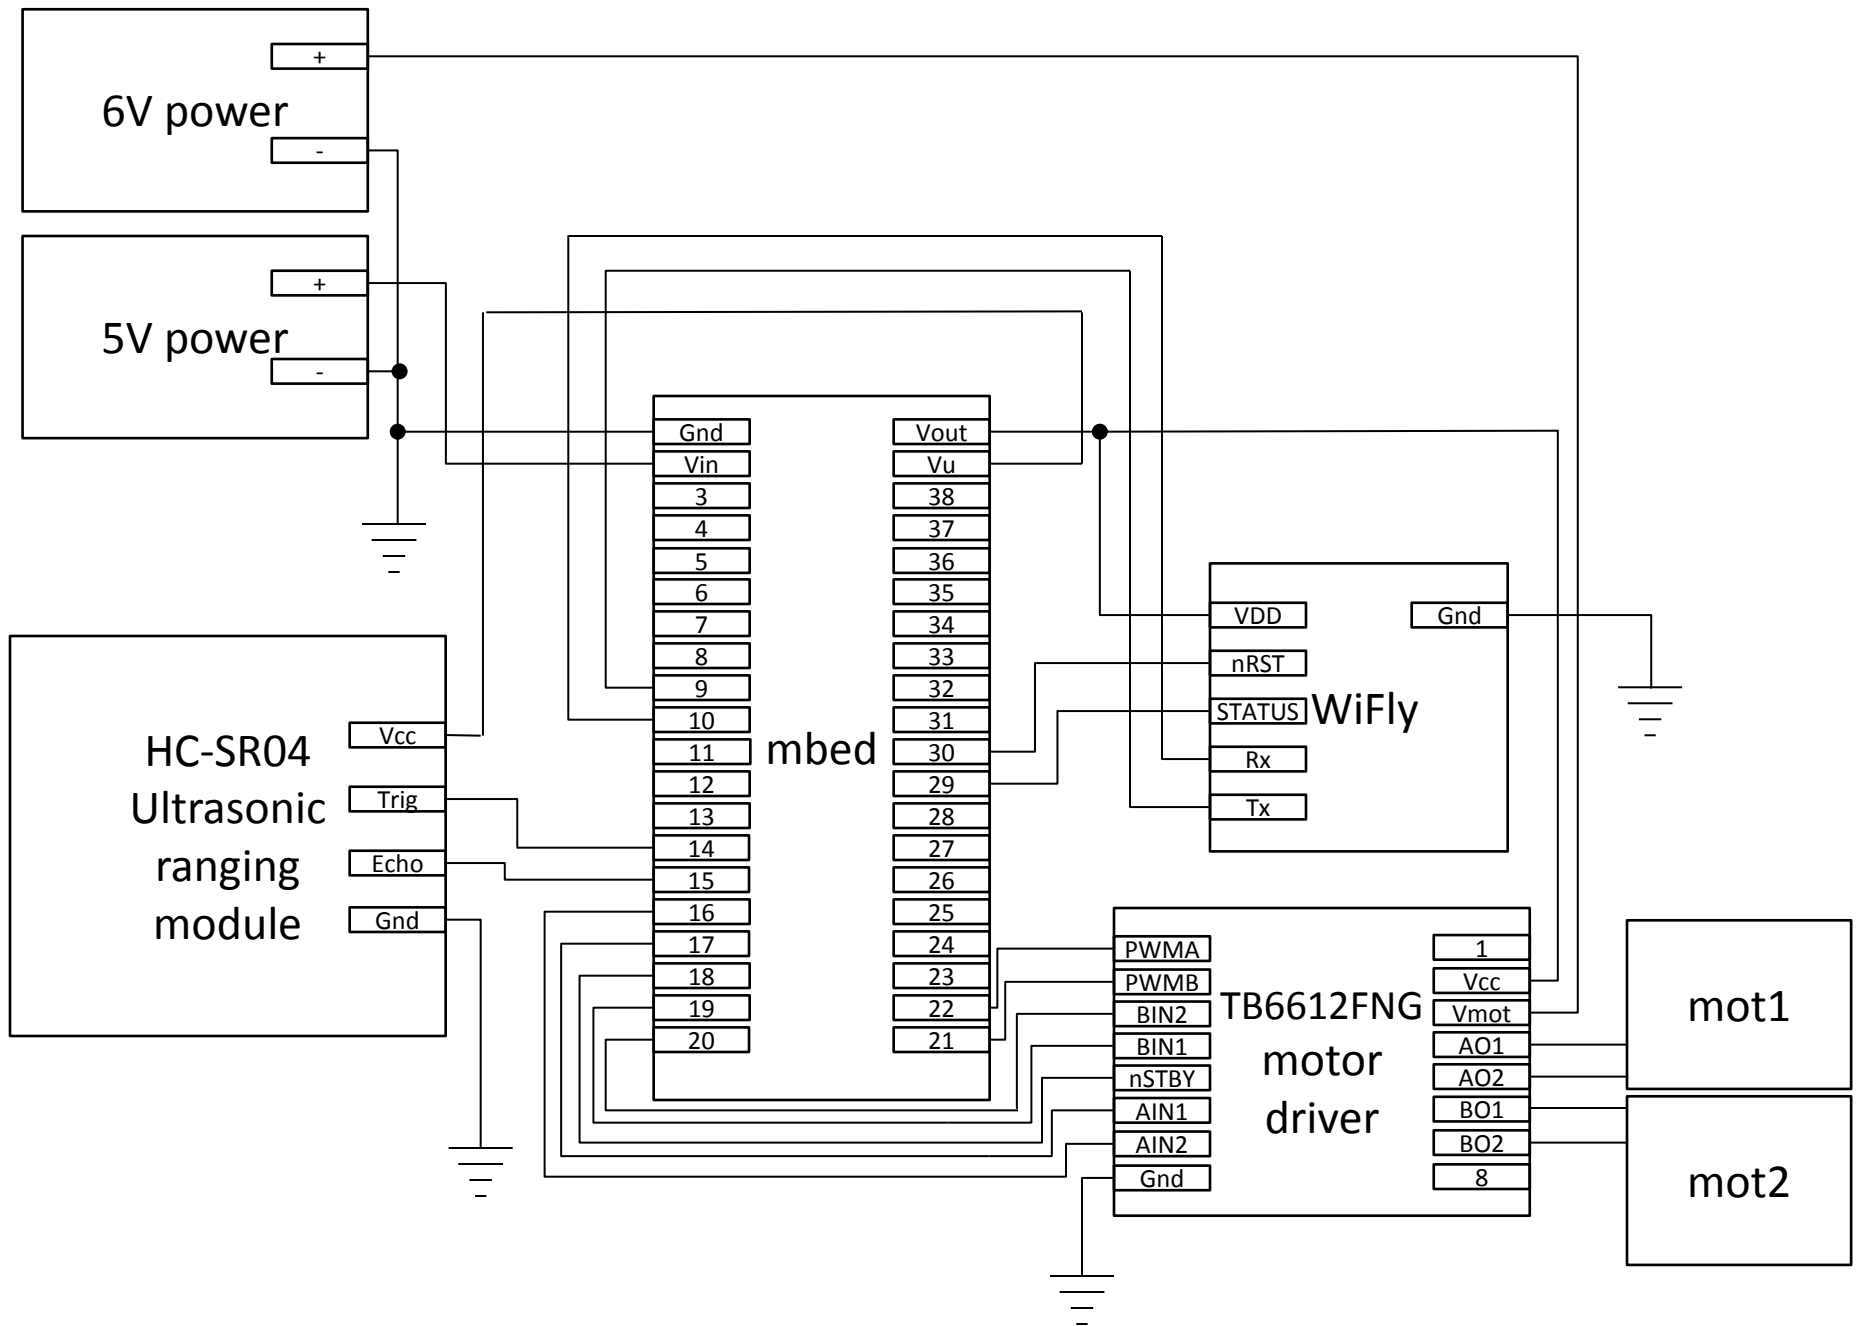 +
6V power
-
+
5V power
-
HC-SR04
Ultrasonic
ranging
module
Vcc
Trig
Echo
Gnd
mbed
Gnd
Vin
3
4
5
6
7
8
9
10
11
12
13
14
15
16
17
18
19
20
Vout
Vu
38
37
36
35
34
33
32
31
30
29
28
27
26
25
24
23
22
21
WiFly
VDD
nRST
STATUS
Rx
Tx
Gnd
TB6612FNG
motor
driver
PWMA
PWMB
BIN2
BIN1
nSTBY
AIN1
AIN2
Gnd
1
Vcc
Vmot
AO1
AO2
BO1
BO2
8
mot1
mot2